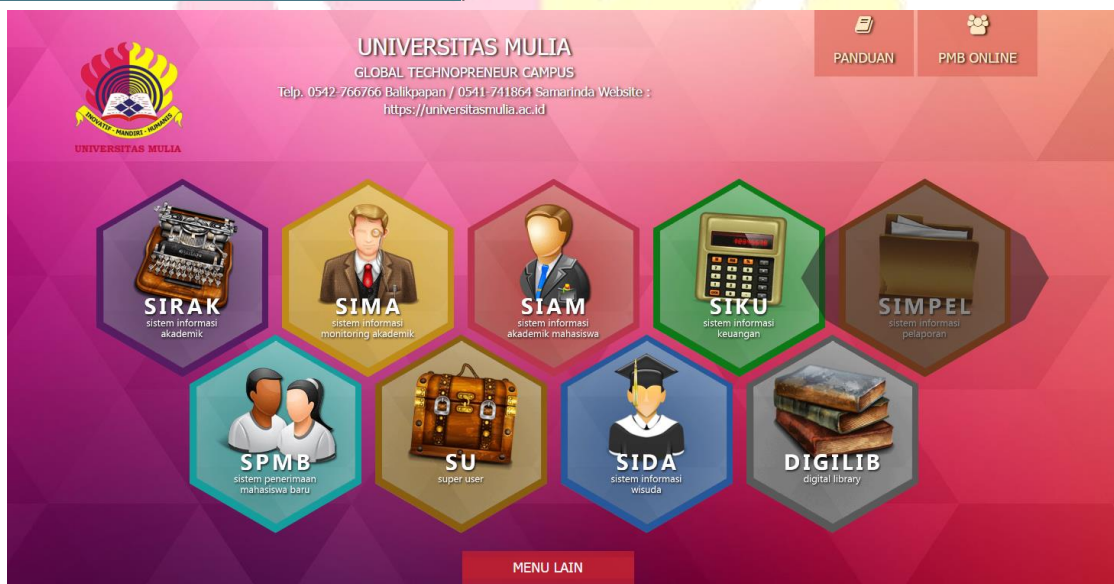 UNIVERSITAS MULIA
GLOBAL TECHNOPRENEUR CAMPUS
Telp. 0542-766766 Balikpapan / 0541-741864 Samarinda Website :
https://universitasmulia.ac.id
PANDUAN
PMB ONLINE
INOVATIF - MANDIRI - HUMANIS
UNIVERSITAS MULIA
SIRAK
sistem informasi
akademik
SIMA
sistem informasi
monitoring akademik
SIAM
sistem informasi
akademik mahasiswa
SIKU
sistem informasi
keuangan
SIMPEL
sistem informasi
pelaporan
SPMB
sistem penerimaan
mahasiswa baru
SU
super user
SIDA
sistem informasi
wisuda
DIGILIB
digital library
MENU LAIN